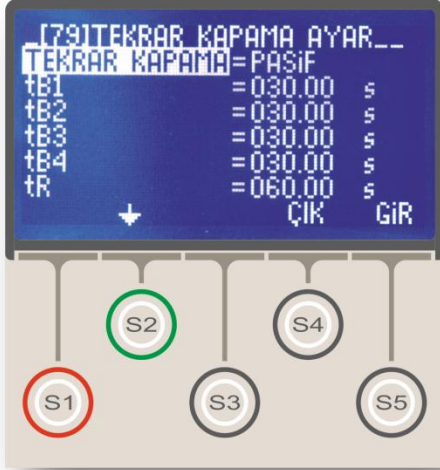 [79]TEKRAR KAPAMA AYAR__
TEKRAR KAPAMA=PASİF
tB1 =030.00 s
tB2 =030.00 s
tB3 =030.00 s
tB4 =030.00 s
tR =060.00 s
ÇIK GİR
S2 S4
S1 S3 S5